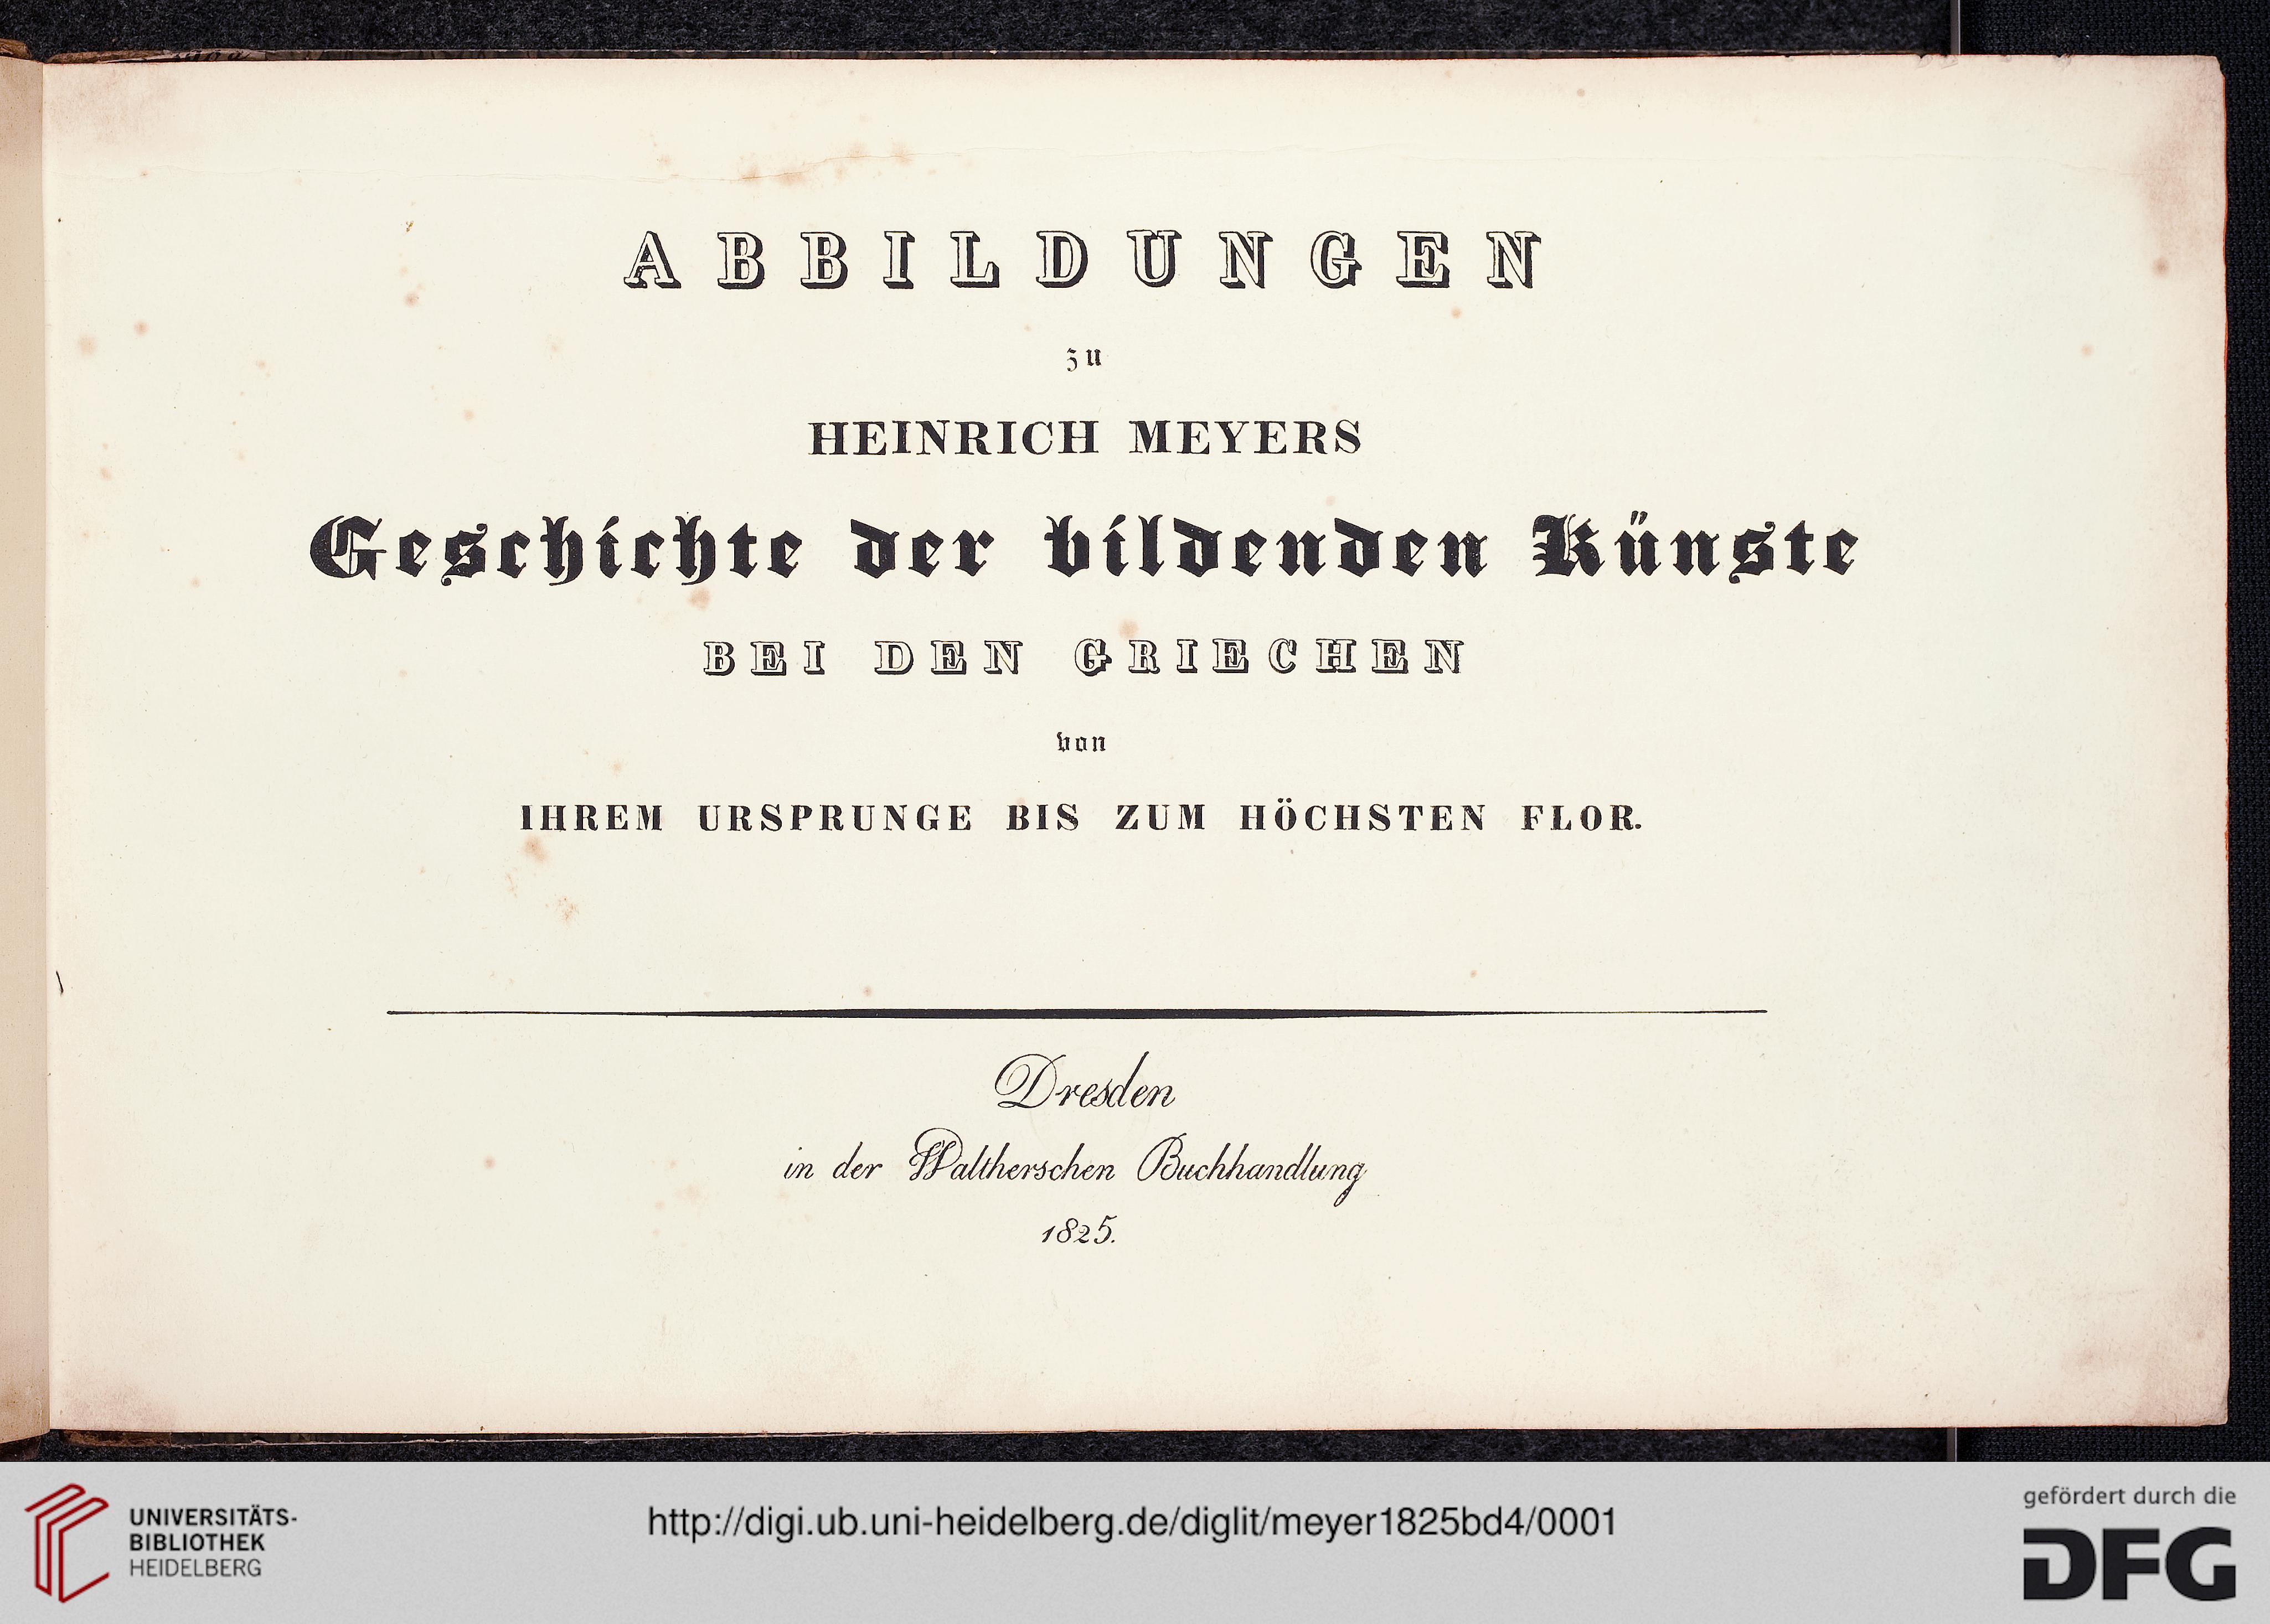 ABBILDUNGEN
zu
HEINRICH MEYERS
Geschichte der bildenden Künste
BEI DEN GRIECHEN
von
IHREM URSPRUNGE BIS ZUM HÖCHSTEN FLOR.
Dresden
in der Waltherschen Buchhandlung
1825.
UNIVERSITÄTS-
BIBLIOTHEK
HEIDELBERG
http://digi.ub.uni-heidelberg.de/diglit/meyer1825bd4/0001
gefördert durch die
DFG